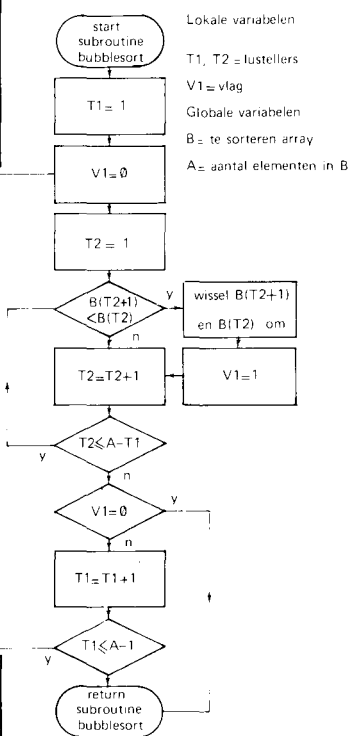 start
subroutine
bubblesort
Lokale variabelen
T1, T2 = lustellers
V1 = vlag
Globale variabelen
B = te sorteren array
A = aantal elementen in B
T1 = 1
V1=0
T2 = 1
B(T2+1)
<B(T2)
y
n
wissel B(T2+1)
en B(T2) om
V1=1
T2=T2+1
T2⩽A-T1
y
n
V1=0
y
n
T1=T1+1
T1⩽A-1
y
return
subroutine
bubblesort